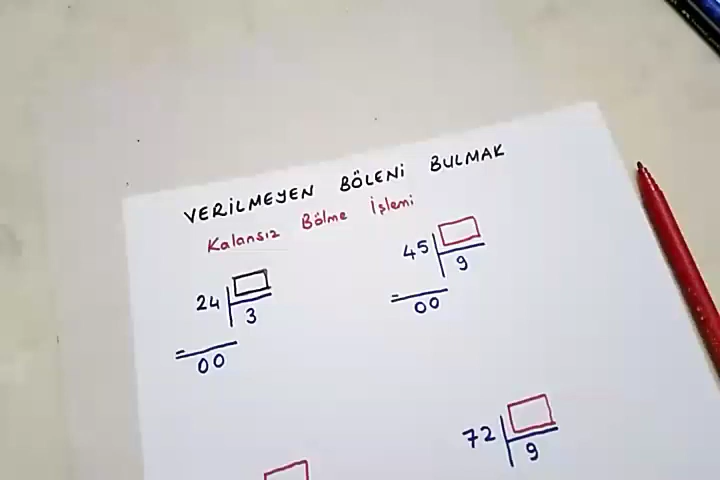 VERİLMEYEN BÖLENİ BULMAK
Kalansız Bölme İşlemi
24 3
00
45 9
00
72 9